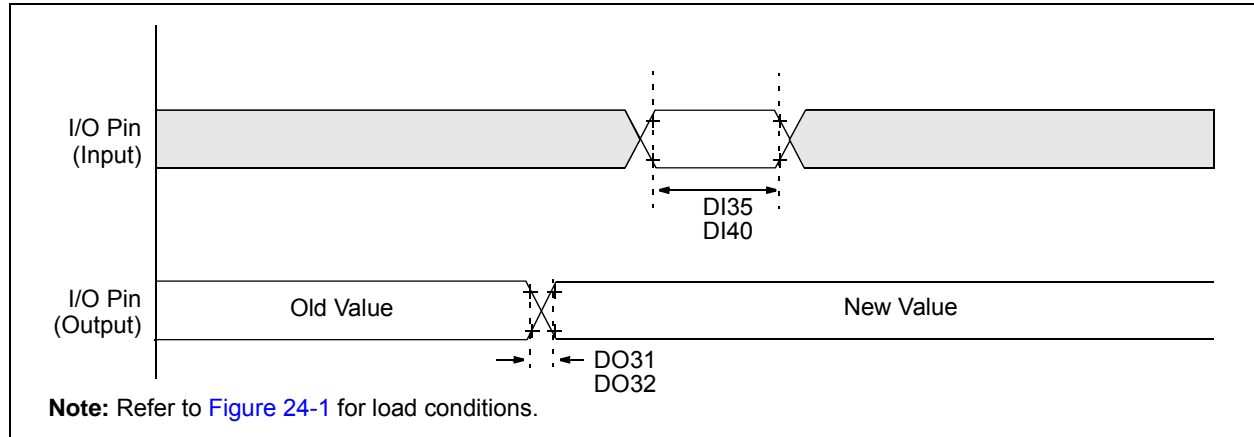 I/O Pin
(Input)
DI35
DI40
I/O Pin
(Output)
Old Value
New Value
DO31
DO32
Note: Refer to Figure 24-1 for load conditions.